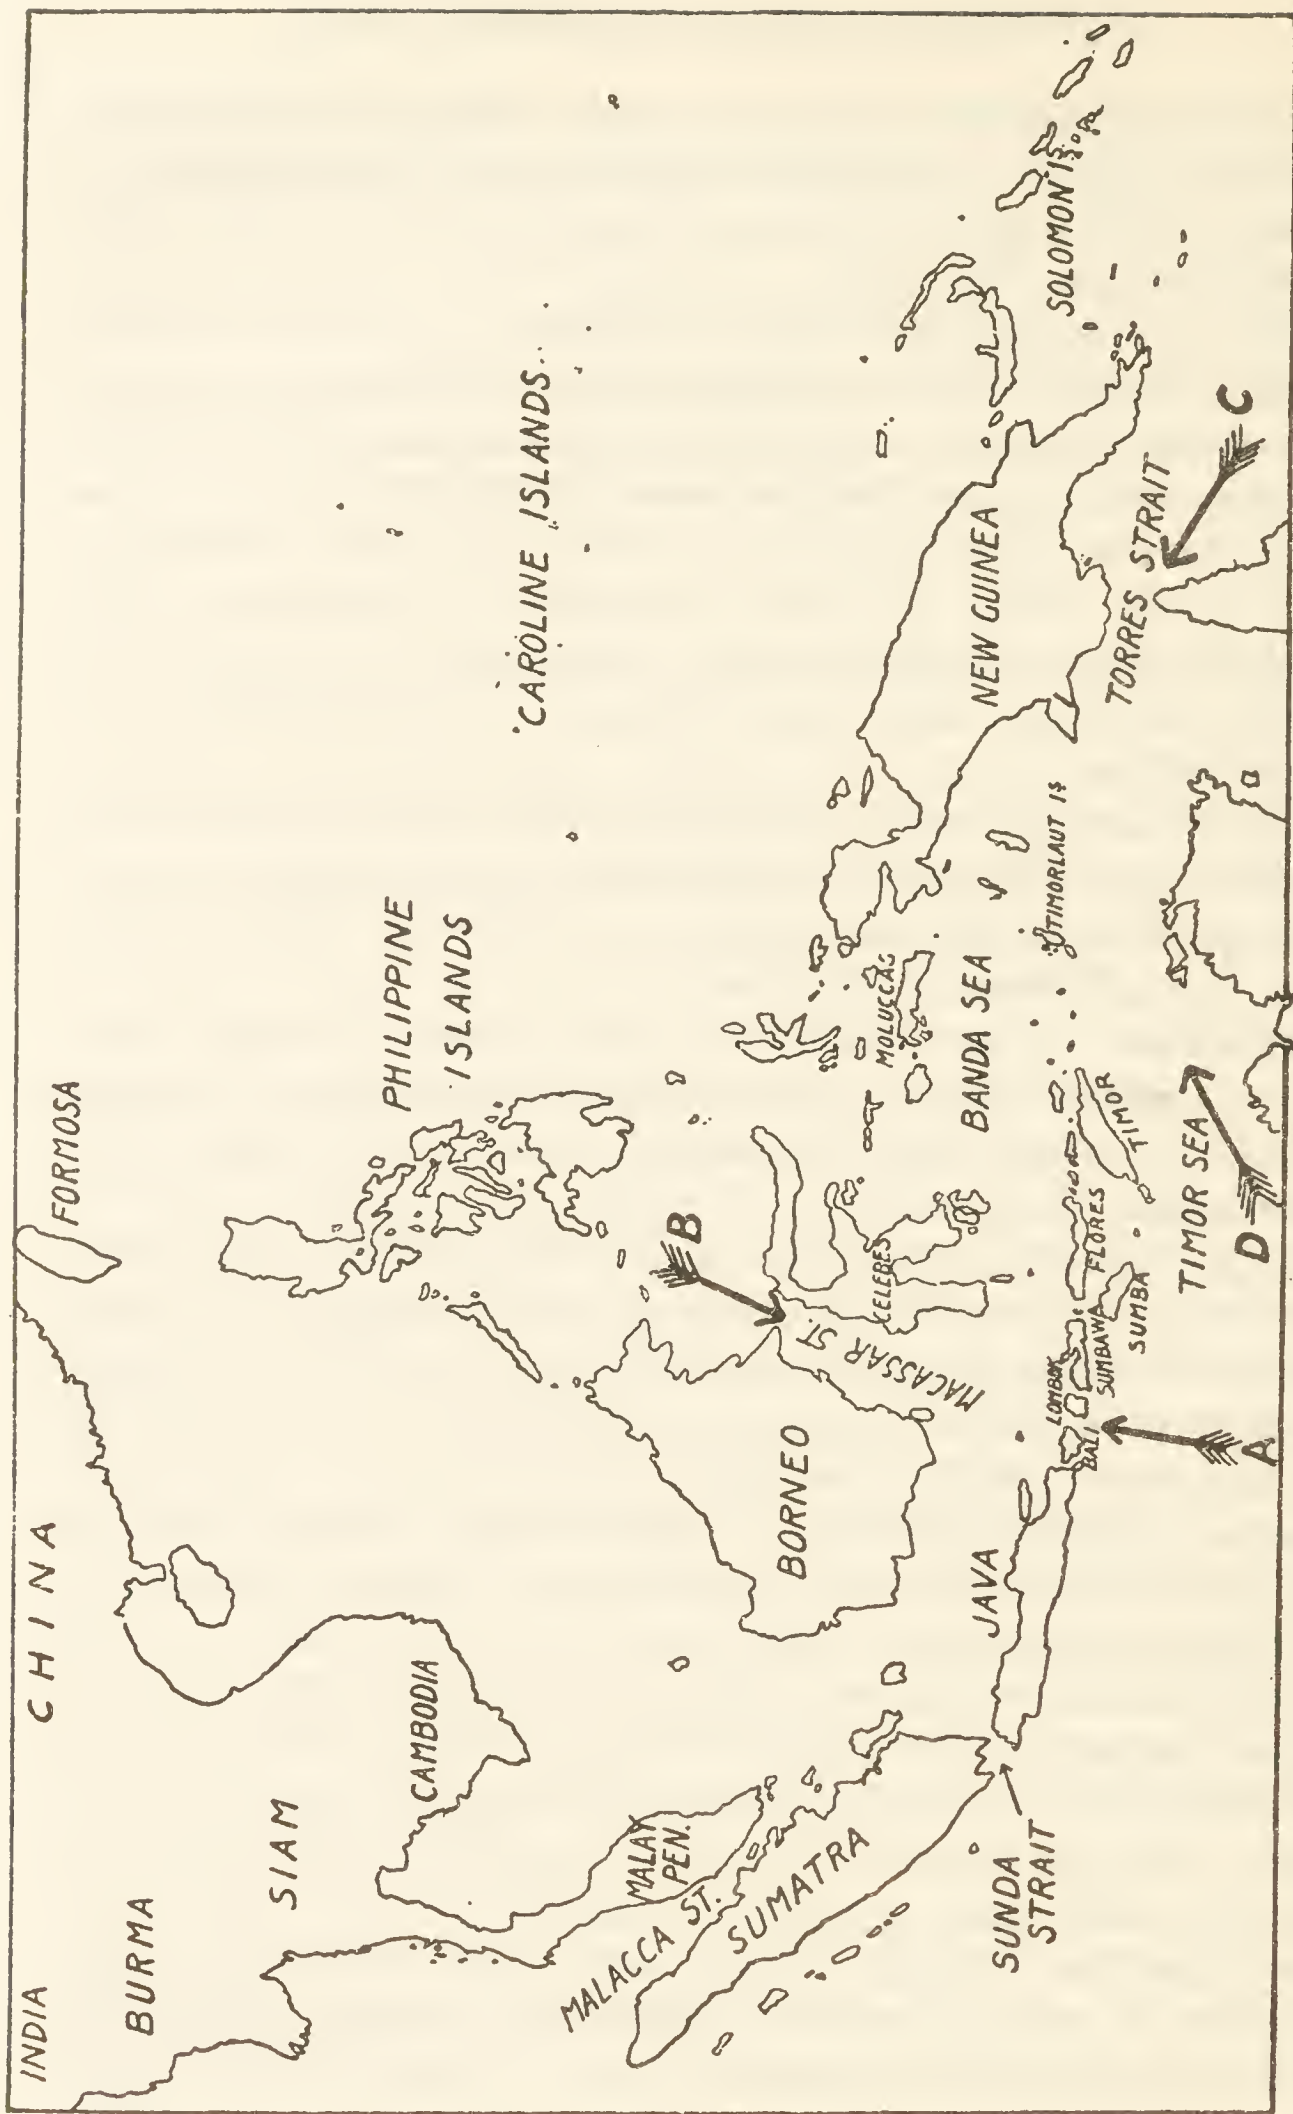 INDIA
CHINA
FORMOSA
BURMA
SIAM
CAMBODIA
PHILIPPINE
ISLANDS
CAROLINE ISLANDS
MALAY
PEN.
MALACCA ST.
SUMATRA
BORNEO
B
MACASSAR ST.
CELEBES
MOLUCCAS
BANDA SEA
NEW GUINEA
SOLOMON IS.
SUNDA
STRAIT
JAVA
BALI
LOMBOK
SUMBAWA
FLORES
SUMBA
TIMOR
TIMORLAUT IS
TORRES STRAIT
TIMOR SEA
A
D
C